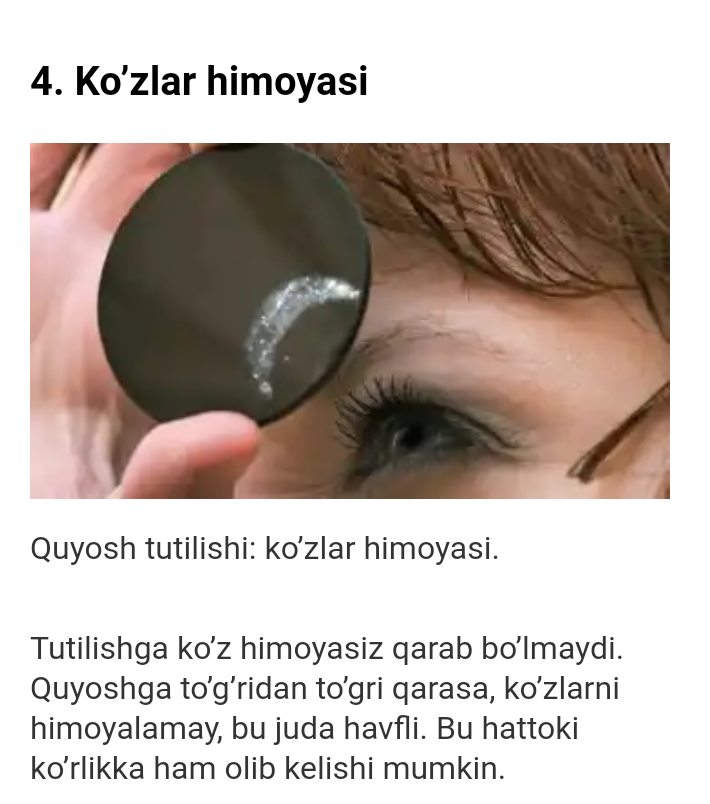 4. Ko’zlar himoyasi
Quyosh tutilishi: ko’zlar himoyasi.
Tutilishga ko’z himoyasiz qarab bo’lmaydi.
Quyoshga to’g’ridan to’gri qarasa, ko’zlarni
himoyalamay, bu juda havfli. Bu hattoki
ko’rlikka ham olib kelishi mumkin.